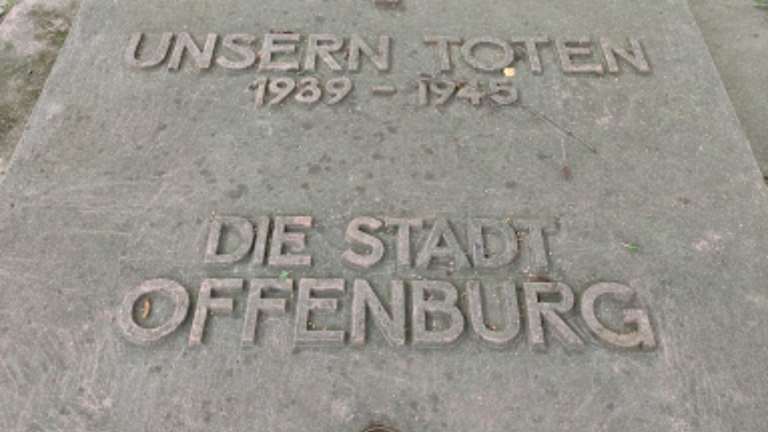 UNSERN TOTEN
1939 - 1945
DIE STADT
OFFENBURG